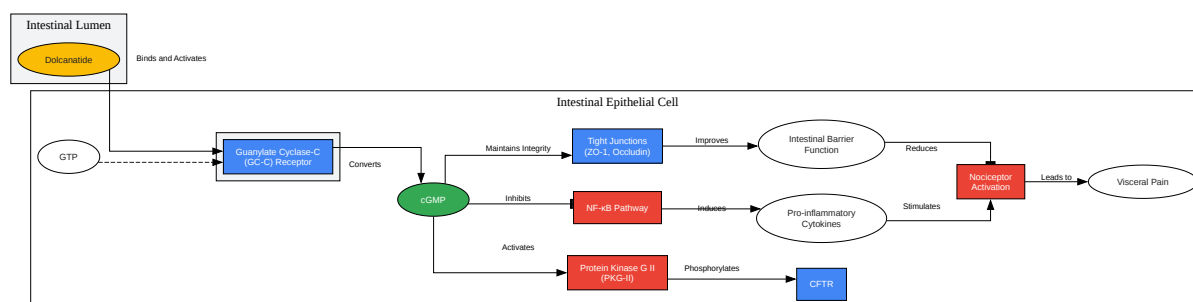 Intestinal Lumen
Dolcanatide
Binds and Activates
Intestinal Epithelial Cell
GTP
Guanylate Cyclase-C
(GC-C) Receptor
Converts
cGMP
Maintains Integrity
Tight Junctions
(ZO-1, Occludin)
Improves
Intestinal Barrier
Function
Reduces
Inhibits
NF-κB Pathway
Induces
Pro-inflammatory
Cytokines
Stimulates
Nociceptor
Activation
Leads to
Visceral Pain
Activates
Protein Kinase G II
(PKG-II)
Phosphorylates
CFTR